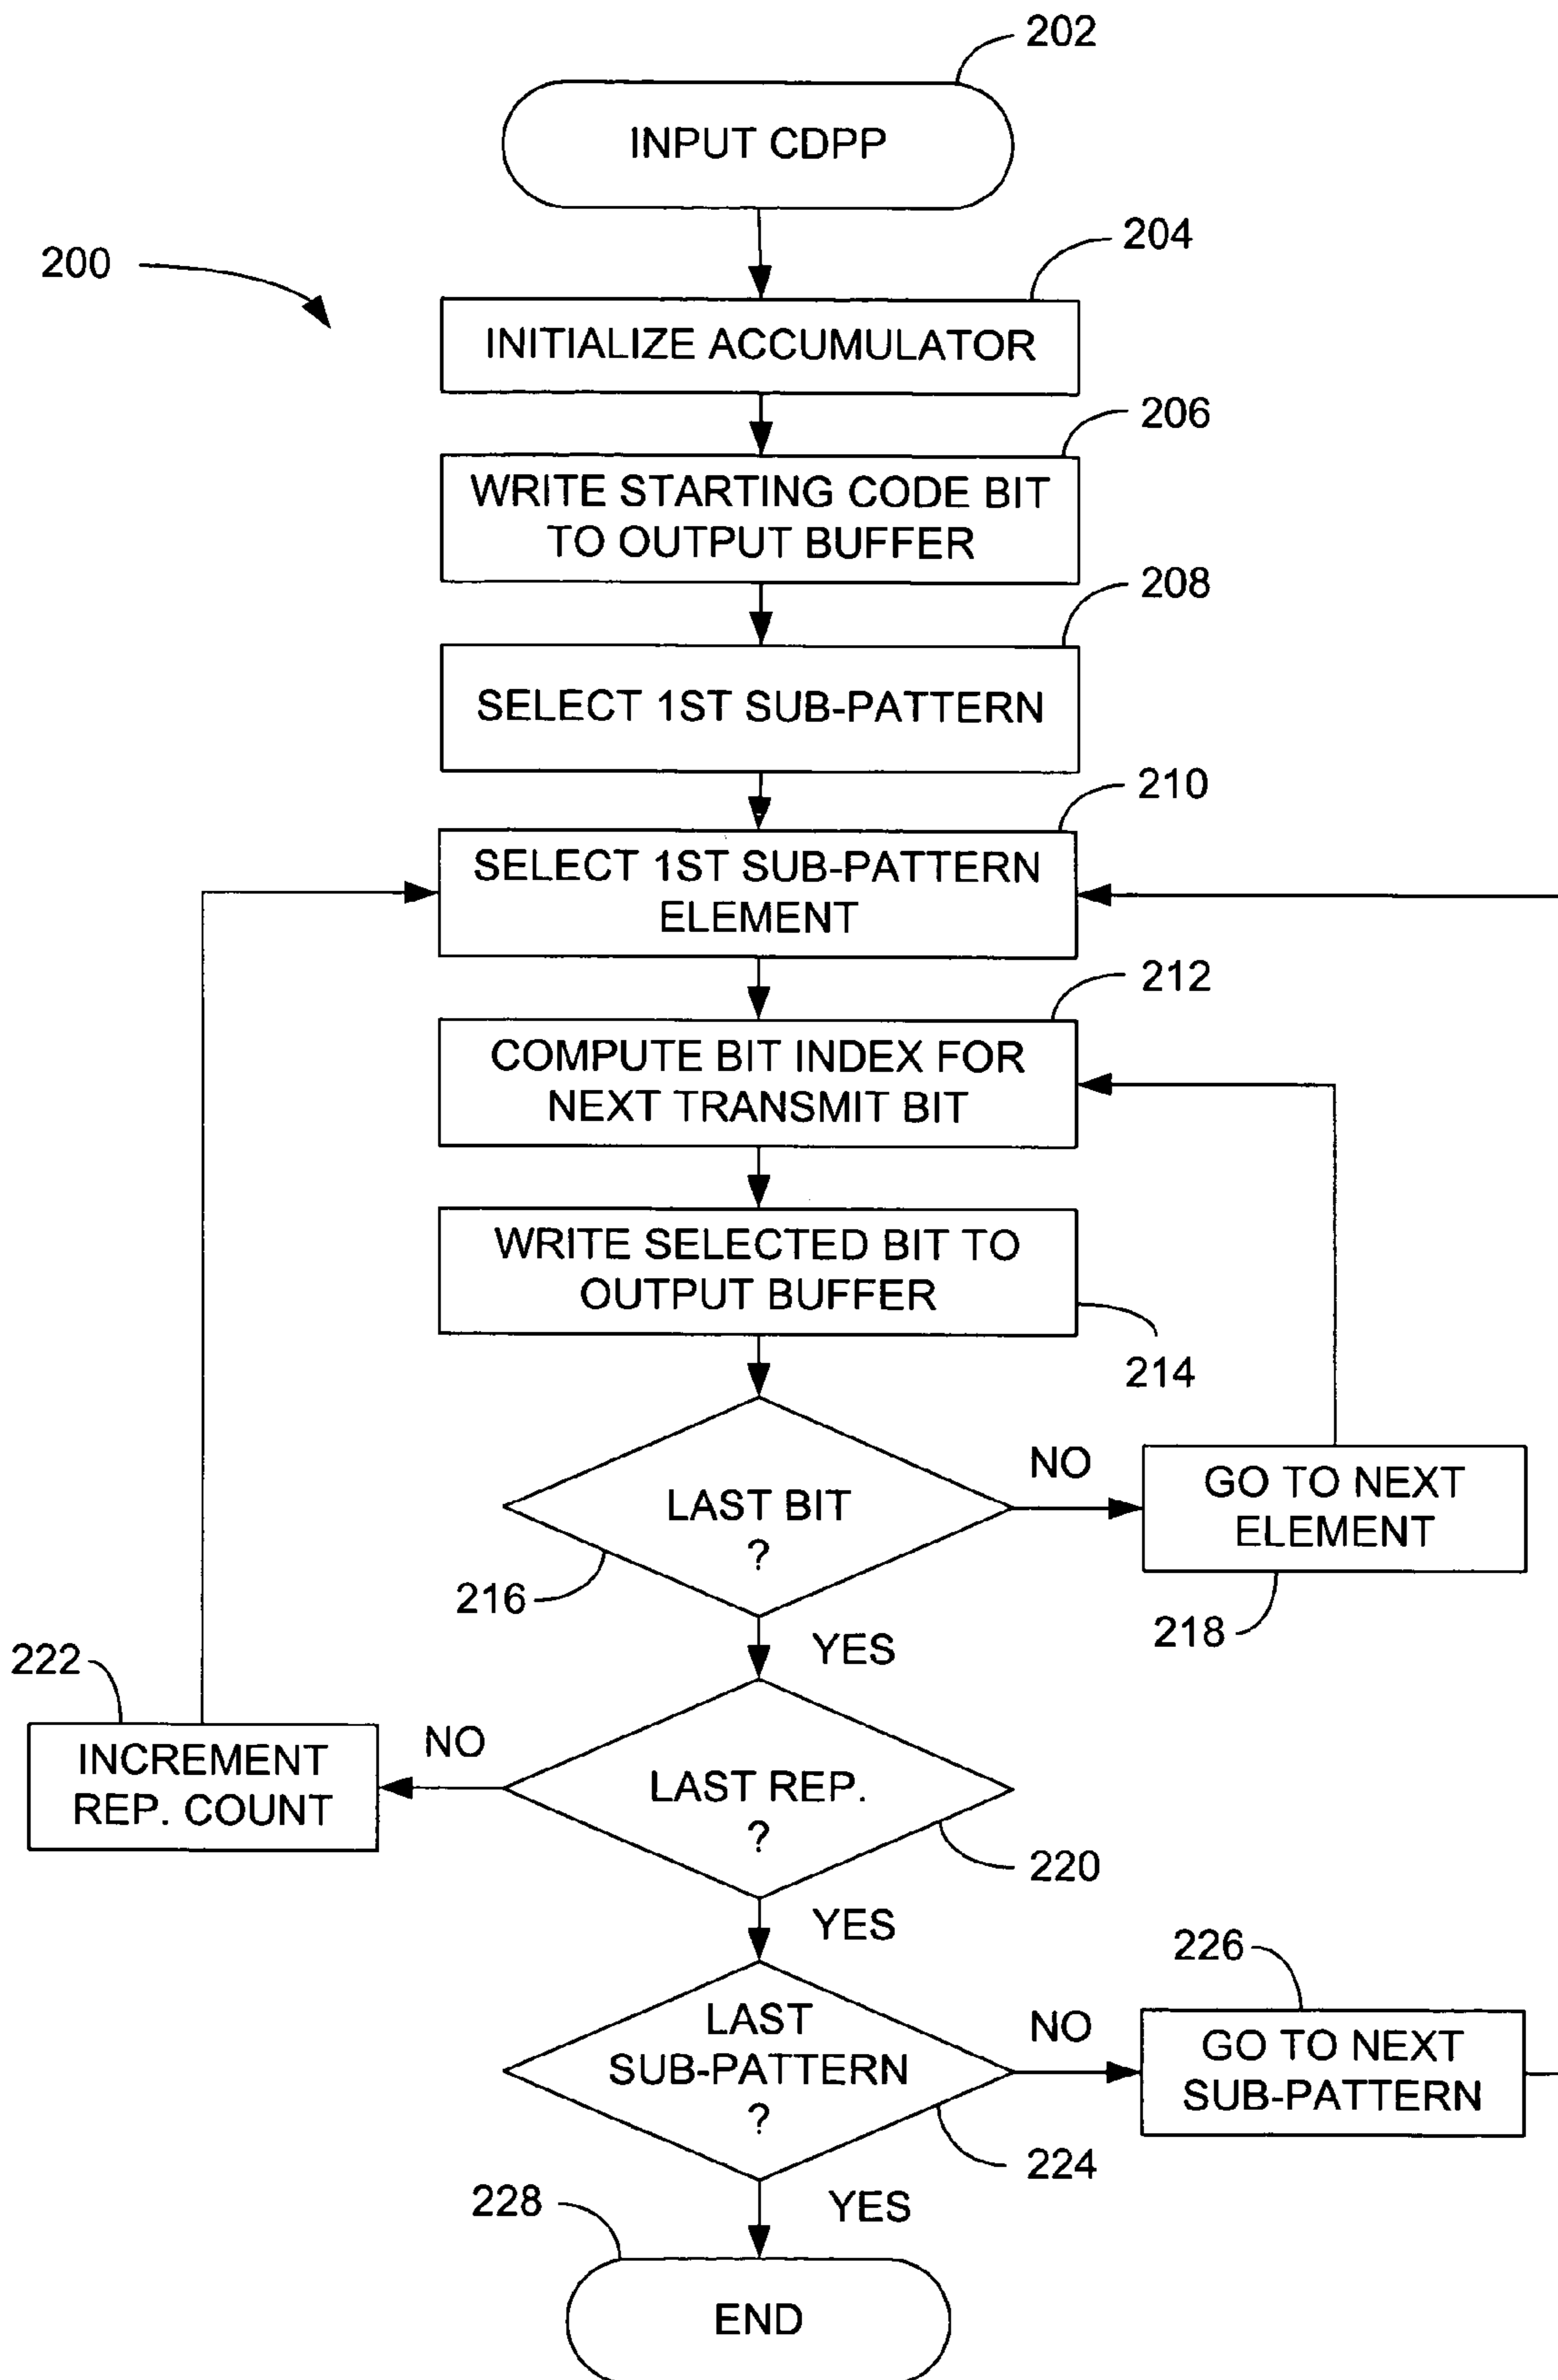 202
INPUT CDPP
204
200
INITIALIZE ACCUMULATOR
206
WRITE STARTING CODE BIT
TO OUTPUT BUFFER
208
SELECT 1ST SUB-PATTERN
210
SELECT 1ST SUB-PATTERN
ELEMENT
212
COMPUTE BIT INDEX FOR
NEXT TRANSMIT BIT
WRITE SELECTED BIT TO
OUTPUT BUFFER
214
LAST BIT
?
NO
GO TO NEXT
ELEMENT
216
218
YES
222
INCREMENT
REP. COUNT
NO
LAST REP.
?
220
YES
226
LAST
SUB-PATTERN
?
NO
GO TO NEXT
SUB-PATTERN
224
228
YES
END